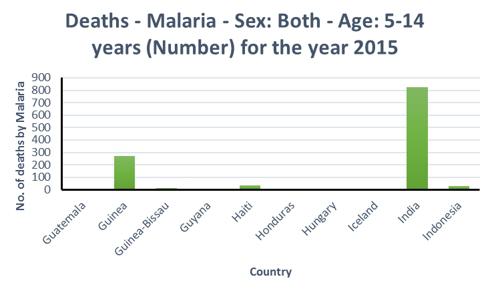 Deaths - Malaria - Sex: Both - Age: 5-14
years (Number) for the year 2015
No. of deaths by Malaria
900
800
700
600
500
400
300
200
100
0
Guatemala
Guinea
Guinea-Bissau
Guyana
Haiti
Honduras
Hungary
Iceland
India
Indonesia
Country